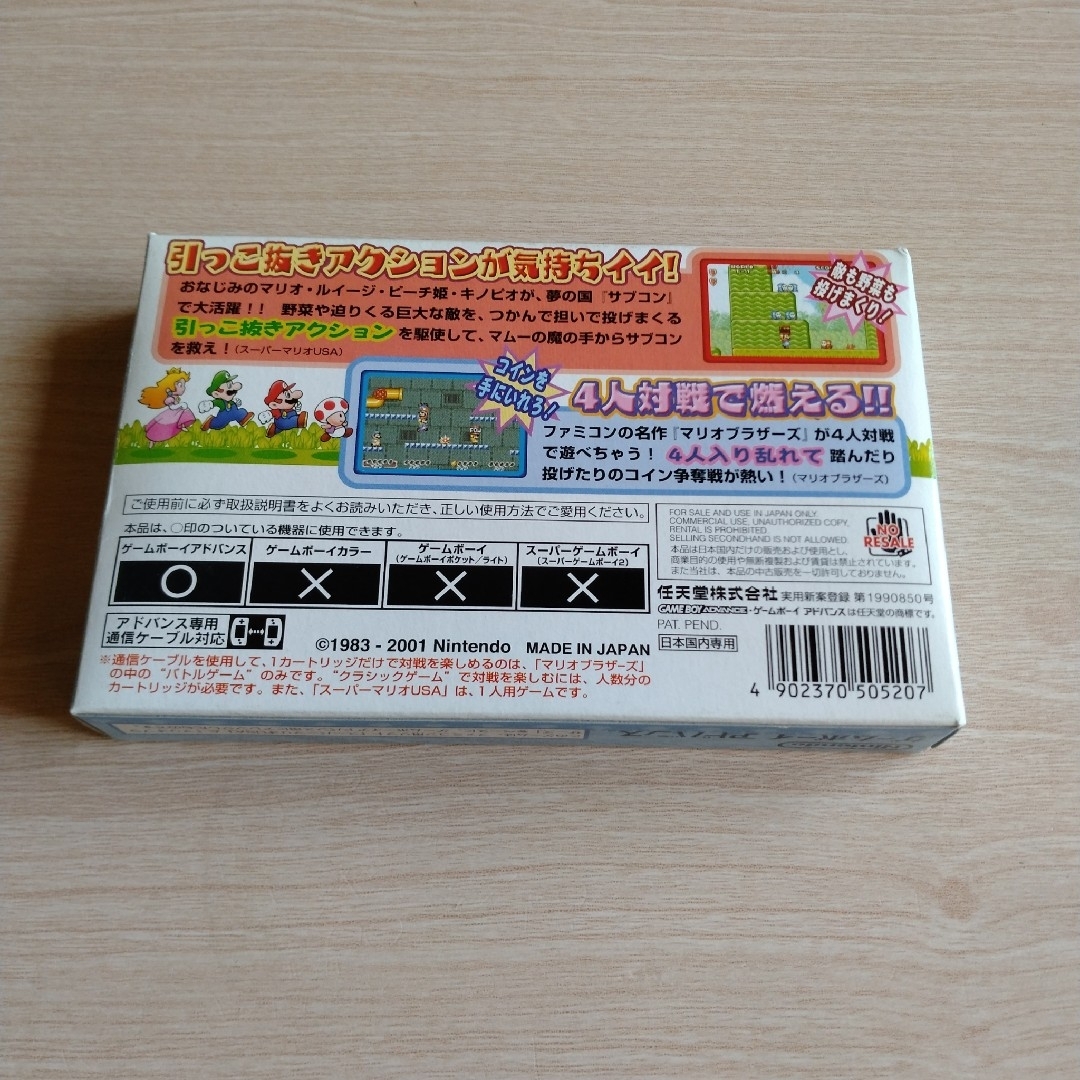 引っこ抜きアクションが気持ちイイ!
おなじみのマリオ・ルイージ・ピーチ姫・キノピオが、夢の国『サブコン』
で大活躍!! 野菜や迫りくる巨大な敵を、つかんで担いで投げまくる
引っこ抜きアクション を駆使して、マムーの魔の手からサブコン
を救え!(スーパーマリオUSA)
敵も野菜も
投げまくり!
コインを
手にいれろ!
4人対戦で燃える!!
ファミコンの名作『マリオブラザーズ』が4人対戦
で遊べちゃう! 4人入り乱れて 踏んだり
投げたりのコイン争奪戦が熱い!(マリオブラザーズ)
ご使用前に必ず取扱説明書をよくお読みいただき、正しい使用方法でご愛用ください。
本品は、○印のついている機器に使用できます。
ゲームボーイアドバンス
ゲームボーイカラー
ゲームボーイ
(ゲームボーイポケット/ライト)
スーパーゲームボーイ
(スーパーゲームボーイ2)
○ × × ×
FOR SALE AND USE IN JAPAN ONLY.
COMMERCIAL USE, UNAUTHORIZED COPY,
RENTAL IS PROHIBITED.
SELLING SECONDHAND IS NOT ALLOWED.
本品は日本国内だけの販売および使用とし、
商業目的の使用や無断複製および賃貸は禁止されています。
また当社は、本品の中古販売を一切許可しておりません。
NO
RESALE
任天堂株式会社 実用新案登録 第1990850号
GAME BOY ADVANCE・ゲームボーイ アドバンスは任天堂の商標です。
PAT. PEND.
日本国内専用
アドバンス専用
通信ケーブル対応
©1983 - 2001 Nintendo MADE IN JAPAN
※通信ケーブルを使用して、1カートリッジだけで対戦を楽しめるのは、「マリオブラザーズ」
の中の"バトルゲーム"のみです。"クラシックゲーム"で対戦を楽しむには、人数分の
カートリッジが必要です。また、「スーパーマリオUSA」は、1人用ゲームです。
4 902370 505207
Nintendo
ゲームボーイ アドバンス